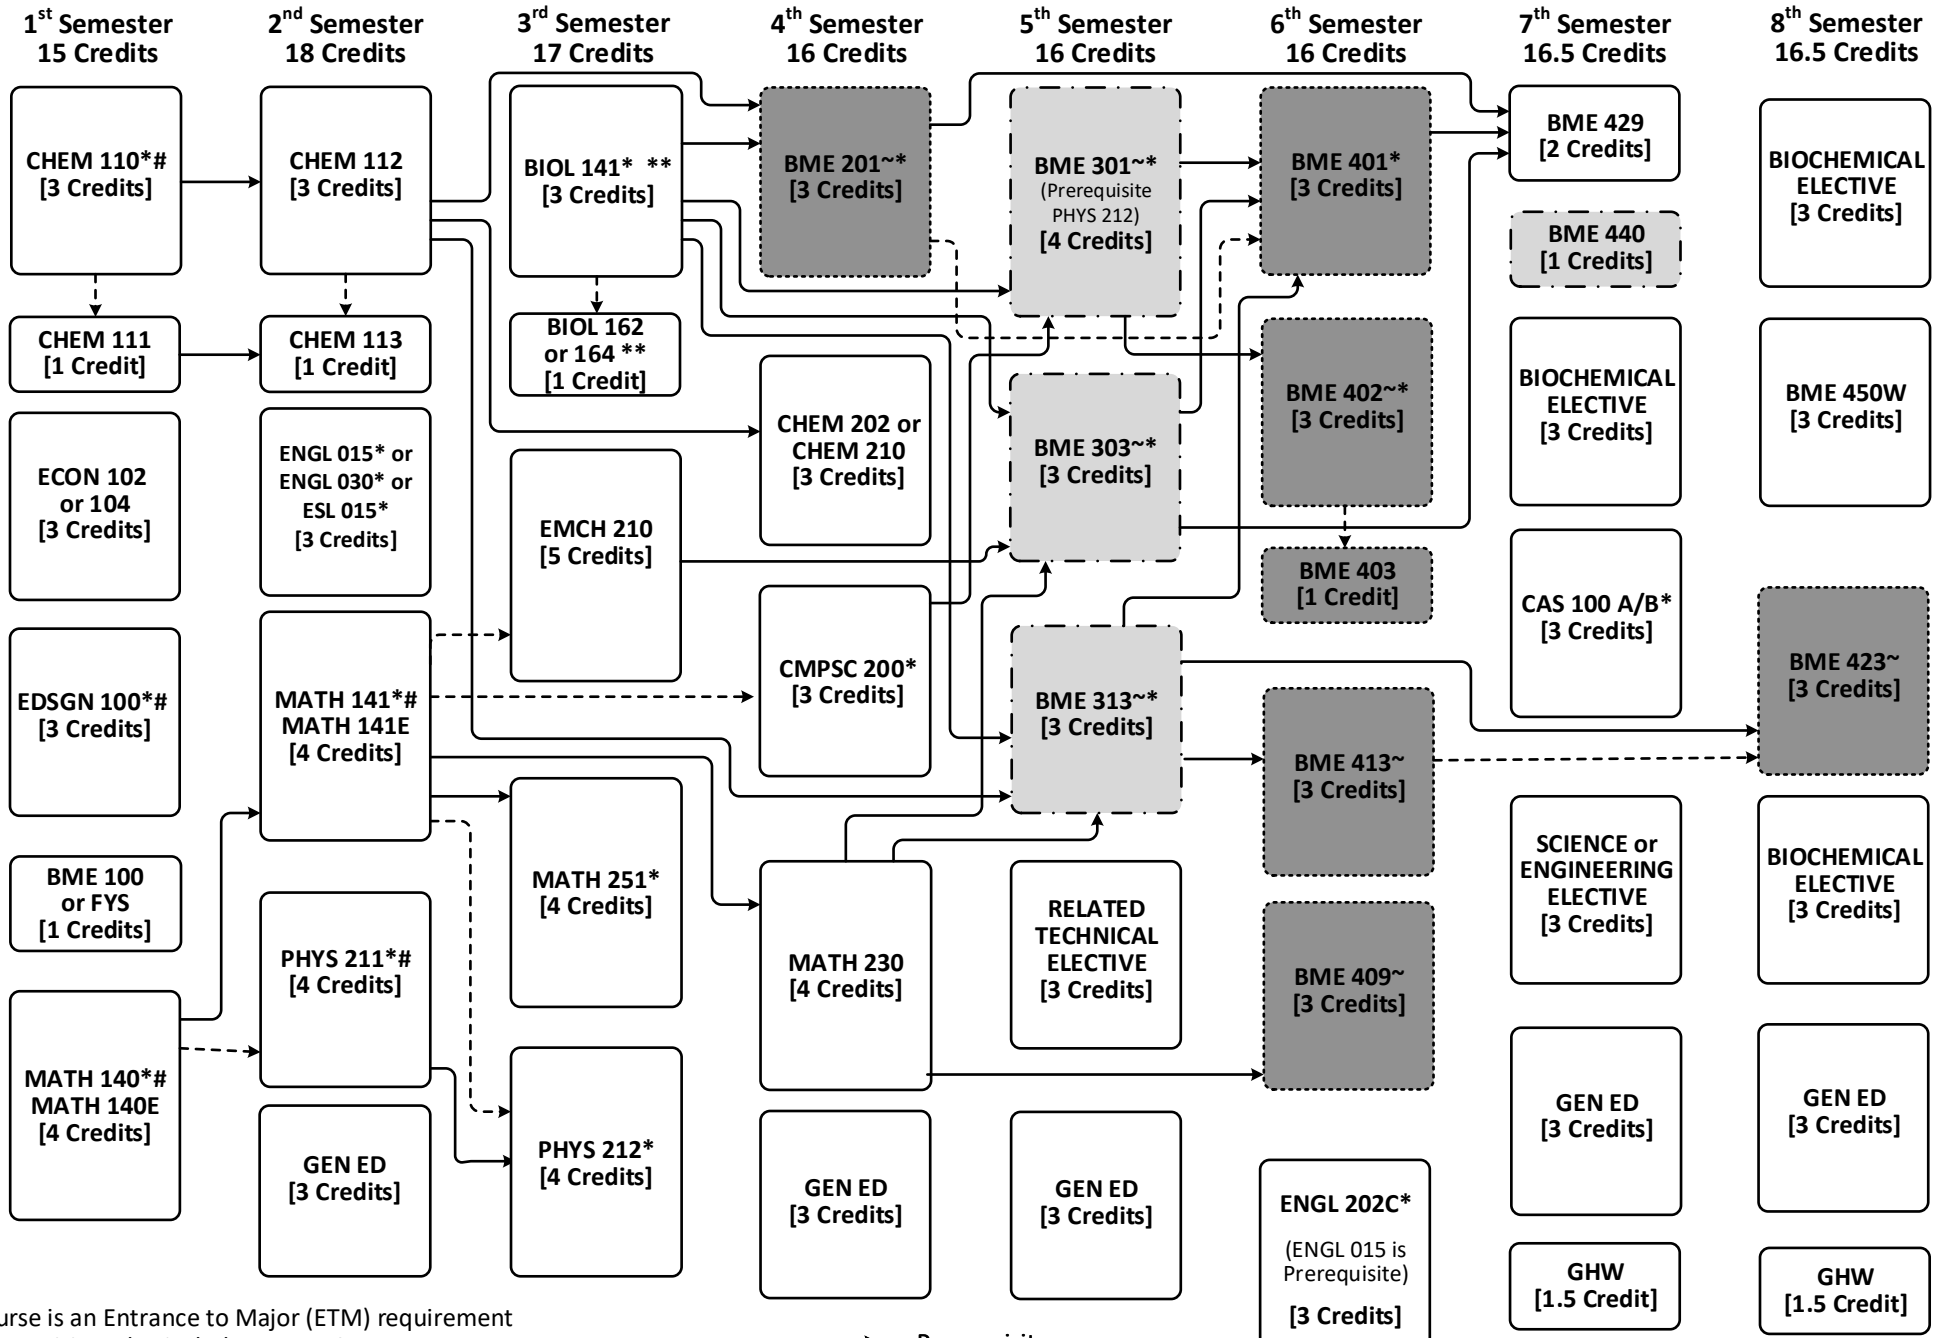 1st Semester
15 Credits
CHEM 110*#
[3 Credits]
CHEM 111
[1 Credit]
ECON 102
or 104
[3 Credits]
EDSGN 100*#
[3 Credits]
BME 100
or FYS
[1 Credits]
MATH 140*#
MATH 140E
[4 Credits]
2nd Semester
18 Credits
CHEM 112
[3 Credits]
CHEM 113
[1 Credit]
ENGL 015* or
ENGL 030* or
ESL 015*
[3 Credits]
MATH 141*#
MATH 141E
[4 Credits]
PHYS 211*#
[4 Credits]
GEN ED
[3 Credits]
3rd Semester
17 Credits
BIOL 141* **
[3 Credits]
BIOL 162
or 164 **
[1 Credit]
EMCH 210
[5 Credits]
MATH 251*
[4 Credits]
PHYS 212*
[4 Credits]
4th Semester
16 Credits
BME 201~*
[3 Credits]
CHEM 202 or
CHEM 210
[3 Credits]
CMPSC 200*
[3 Credits]
MATH 230
[4 Credits]
GEN ED
[3 Credits]
5th Semester
16 Credits
BME 301~*
(Prerequisite
PHYS 212)
[4 Credits]
BME 303~*
[3 Credits]
BME 313~*
[3 Credits]
RELATED
TECHNICAL
ELECTIVE
[3 Credits]
GEN ED
[3 Credits]
6th Semester
16 Credits
BME 401*
[3 Credits]
BME 402~*
[3 Credits]
BME 403
[1 Credit]
BME 413~
[3 Credits]
BME 409~
[3 Credits]
ENGL 202C*
(ENGL 015 is
Prerequisite)
[3 Credits]
7th Semester
16.5 Credits
BME 429
[2 Credits]
BME 440
[1 Credits]
BIOCHEMICAL
ELECTIVE
[3 Credits]
CAS 100 A/B*
[3 Credits]
SCIENCE or
ENGINEERING
ELECTIVE
[3 Credits]
GEN ED
[3 Credits]
GHW
[1.5 Credit]
8th Semester
16.5 Credits
BIOCHEMICAL
ELECTIVE
[3 Credits]
BME 450W
[3 Credits]
BME 423~
[3 Credits]
BIOCHEMICAL
ELECTIVE
[3 Credits]
GEN ED
[3 Credits]
GHW
[1.5 Credit]
urse is an Entrance to Major (ETM) requirement